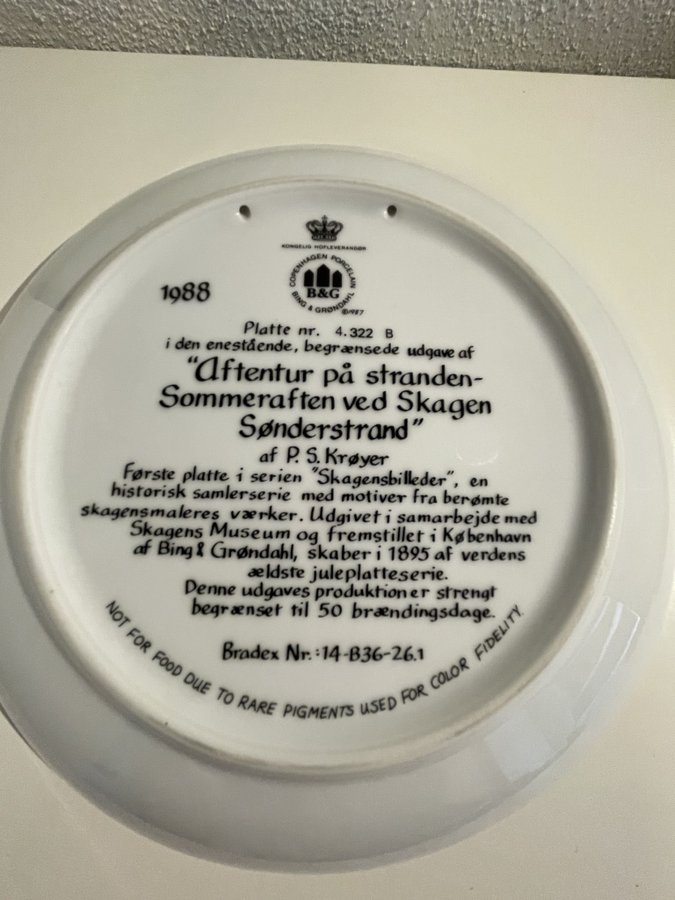 KONGELIG HOFLEVERANDØR
COPENHAGEN PORCELAIN
B&G
BING & GRØNDAHL
©1987
1988
Platte nr. 4.322 B
i den enestående, begrænsede udgave af
"Aftentur på stranden-
Sommeraften ved Skagen
Sønderstrand"
af P. S. Krøyer
Første platte i serien "Skagensbilleder", en
historisk samlerserie med motiver fra berømte
skagensmaleres værker. Udgivet i samarbejde med
Skagens Museum og fremstillet i København
af Bing & Grøndahl, skaber i 1895 af verdens
ældste juleplatteserie.
Denne udgaves produktion er strengt
begrænset til 50 brændingsdage.
Bradex Nr.: 14-B36-26.1
NOT FOR FOOD DUE TO RARE PIGMENTS USED FOR COLOR FIDELITY.